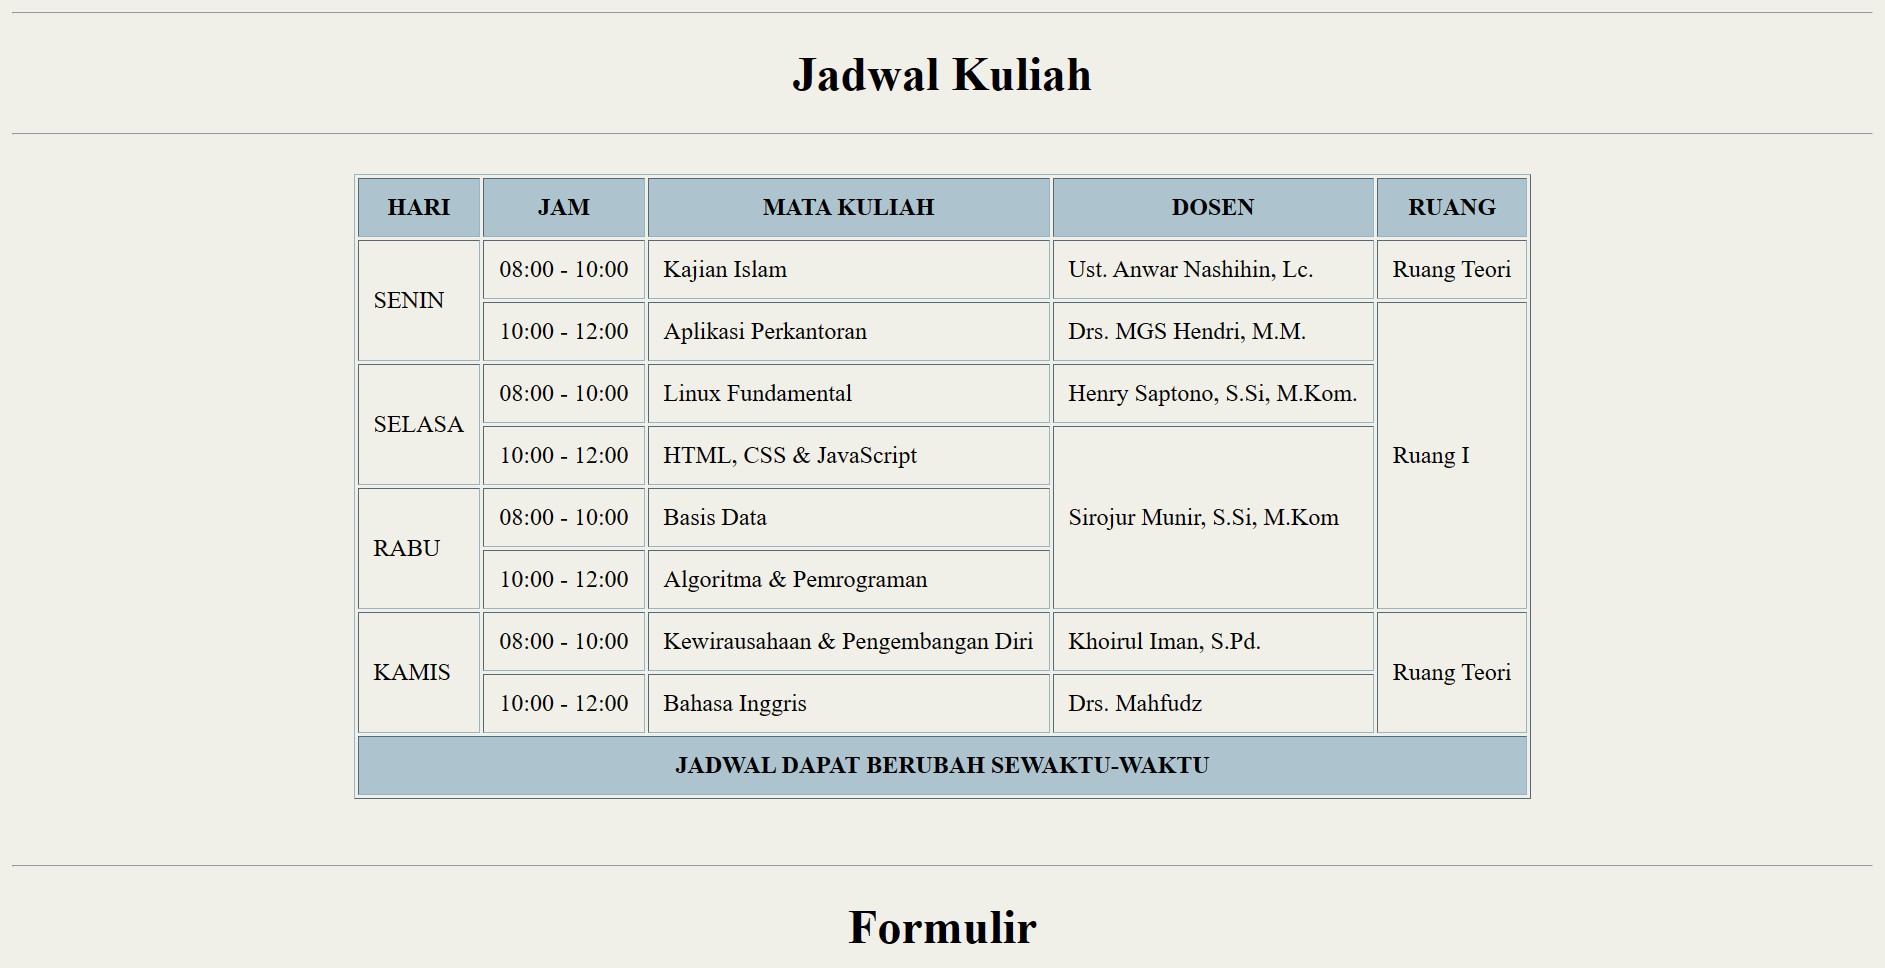 Jadwal Kuliah
HARI JAM MATA KULIAH DOSEN RUANG
SENIN 08:00 - 10:00 Kajian Islam Ust. Anwar Nashihin, Lc. Ruang Teori
10:00 - 12:00 Aplikasi Perkantoran Drs. MGS Hendri, M.M. Ruang I
SELASA 08:00 - 10:00 Linux Fundamental Henry Saptono, S.Si, M.Kom.
10:00 - 12:00 HTML, CSS & JavaScript Sirojur Munir, S.Si, M.Kom
RABU 08:00 - 10:00 Basis Data
10:00 - 12:00 Algoritma & Pemrograman
KAMIS 08:00 - 10:00 Kewirausahaan & Pengembangan Diri Khoirul Iman, S.Pd. Ruang Teori
10:00 - 12:00 Bahasa Inggris Drs. Mahfudz
JADWAL DAPAT BERUBAH SEWAKTU-WAKTU
Formulir